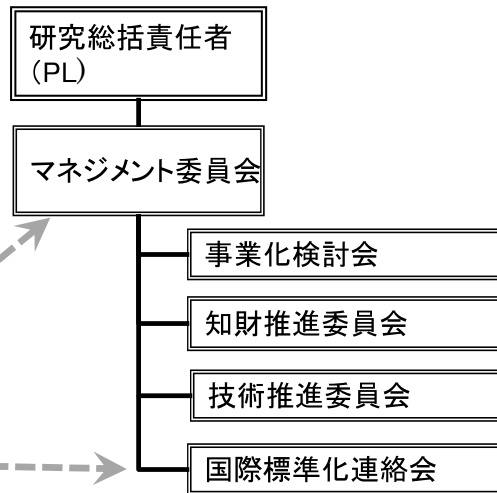 研究総括責任者
(PL)
マネジメント委員会
事業化検討会
知財推進委員会
技術推進委員会
国際標準化連絡会